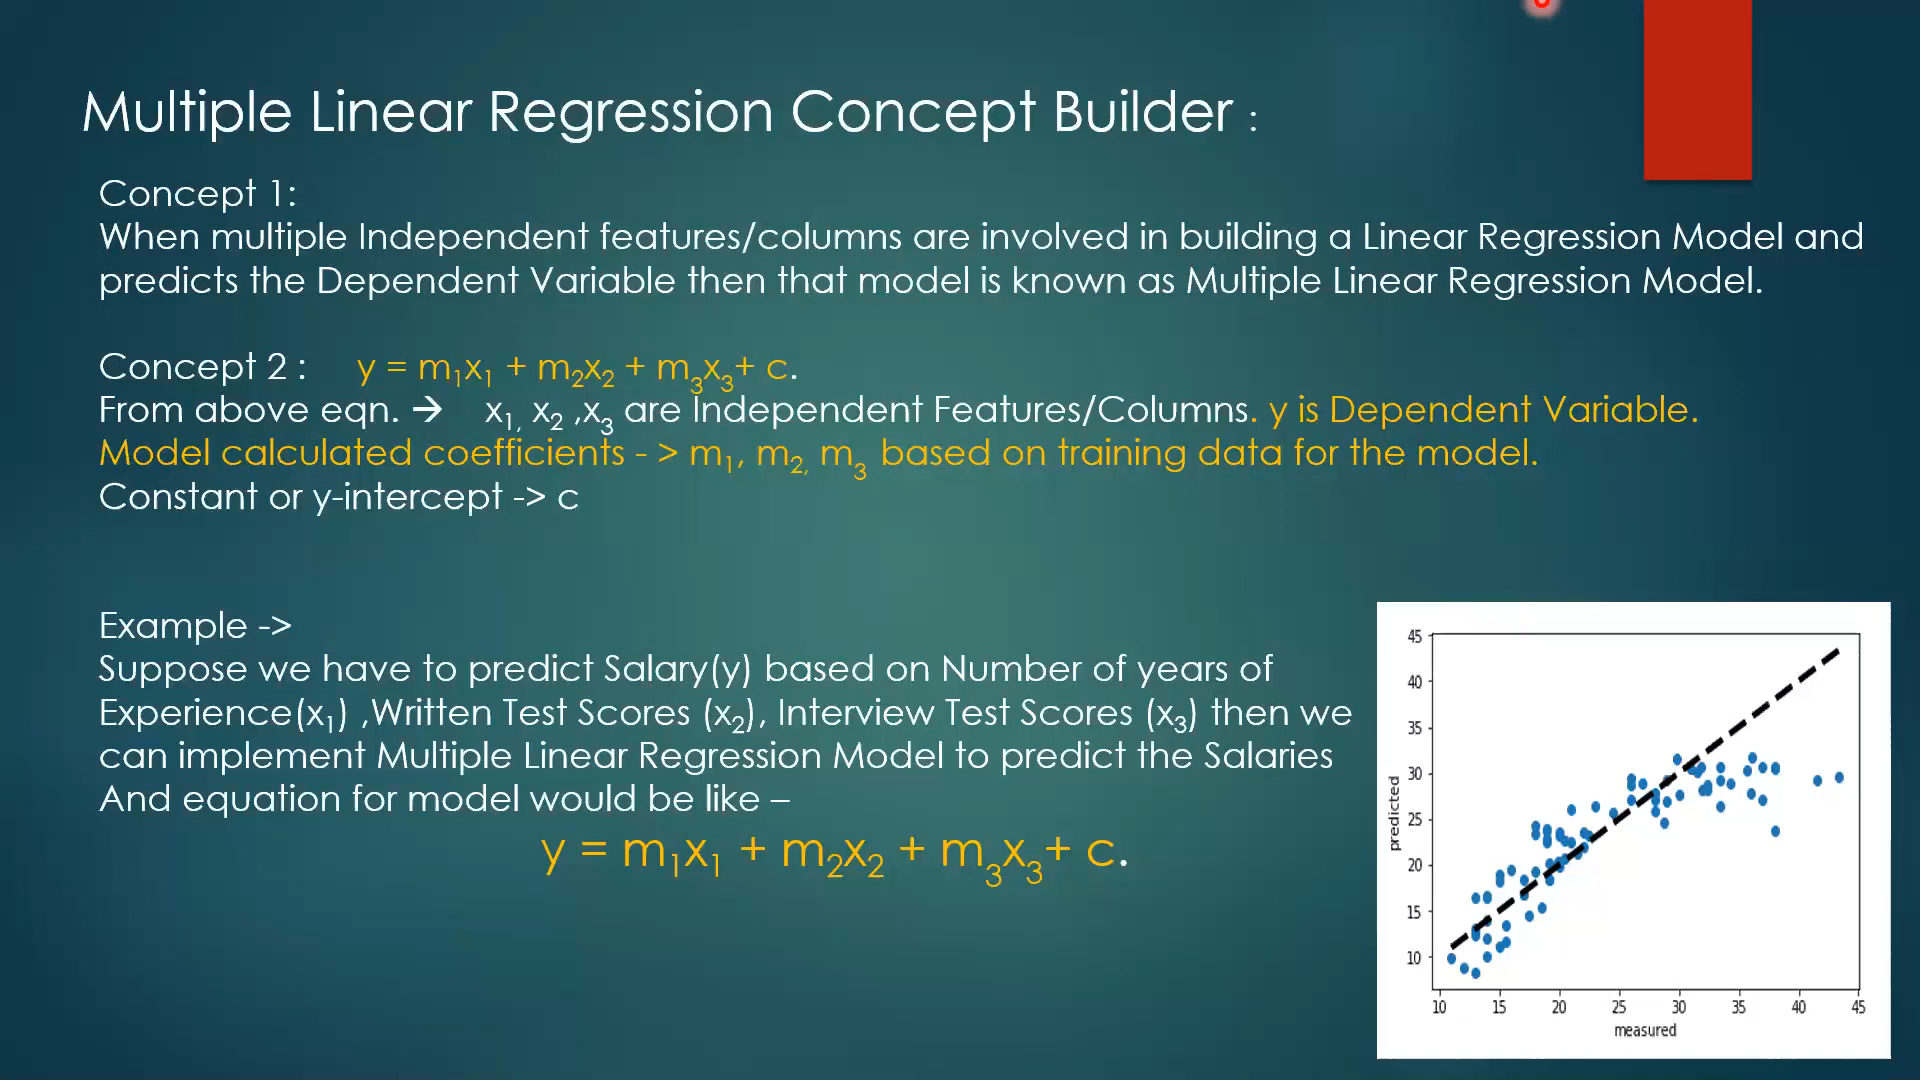 Multiple Linear Regression Concept Builder :
Concept 1:
When multiple Independent features/columns are involved in building a Linear Regression Model and
predicts the Dependent Variable then that model is known as Multiple Linear Regression Model.
Concept 2 : y = m₁x₁ + m₂x₂ + m₃x₃+ c.
From above eqn. → x₁, x₂ ,x₃ are Independent Features/Columns. y is Dependent Variable.
Model calculated coefficients - > m₁, m₂, m₃ based on training data for the model.
Constant or y-intercept -> c
Example ->
Suppose we have to predict Salary(y) based on Number of years of
Experience(x₁) ,Written Test Scores (x₂), Interview Test Scores (x₃) then we
can implement Multiple Linear Regression Model to predict the Salaries
And equation for model would be like –
y = m₁x₁ + m₂x₂ + m₃x₃+ c.
45
40
35
30
25
20
15
10
predicted
10 15 20 25 30 35 40 45
measured